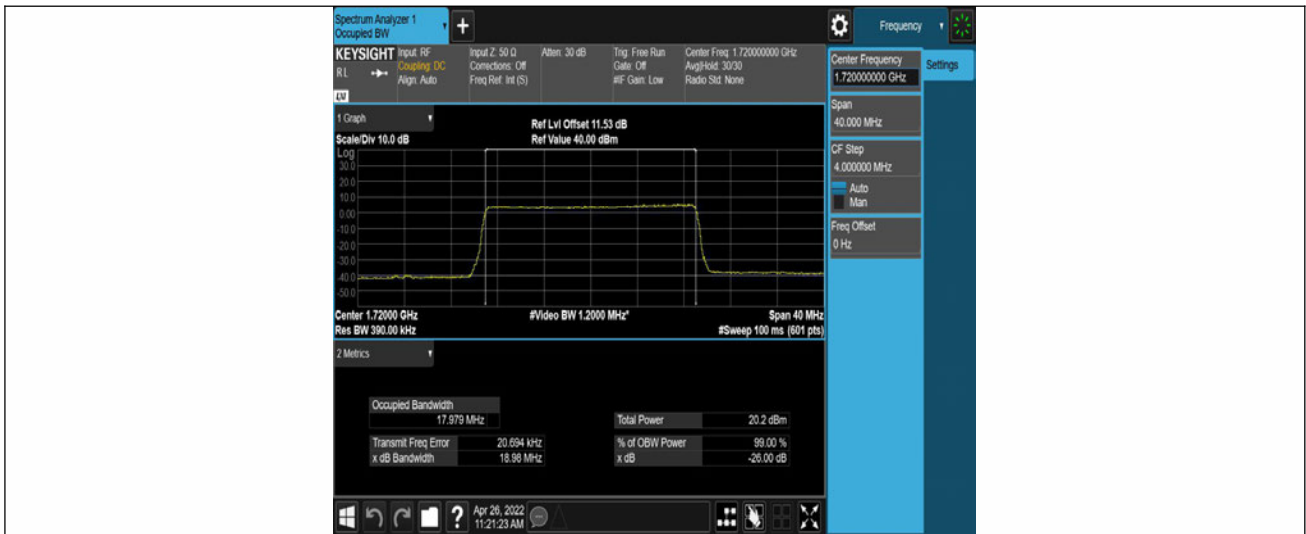 Spectrum Analyzer 1
Occupied BW
+
Frequency
KEYSIGHT
R L
Input: RF
Coupling: DC
Align: Auto
Input Z: 50 Ω
Corrections: Off
Freq Ref: Int (S)
Atten: 30 dB
Trig: Free Run
Gate: Off
#IF Gain: Low
Center Freq: 1.720000000 GHz
Avg|Hold: 30/30
Radio Std: None
LXI
Center Frequency
1.720000000 GHz
Settings
Span
40.000 MHz
CF Step
4.000000 MHz
Auto
Man
Freq Offset
0 Hz
1 Graph
Scale/Div 10.0 dB
Ref Lvl Offset 11.53 dB
Ref Value 40.00 dBm
Log
30.0
20.0
10.0
0.00
-10.0
-20.0
-30.0
-40.0
-50.0
Center 1.72000 GHz
Res BW 390.00 kHz
#Video BW 1.2000 MHz*
Span 40 MHz
#Sweep 100 ms (601 pts)
2 Metrics
Occupied Bandwidth
17.979 MHz
Total Power 20.2 dBm
Transmit Freq Error 20.694 kHz
% of OBW Power 99.00 %
x dB Bandwidth 18.98 MHz
x dB -26.00 dB
?
Apr 26, 2022
11:21:23 AM